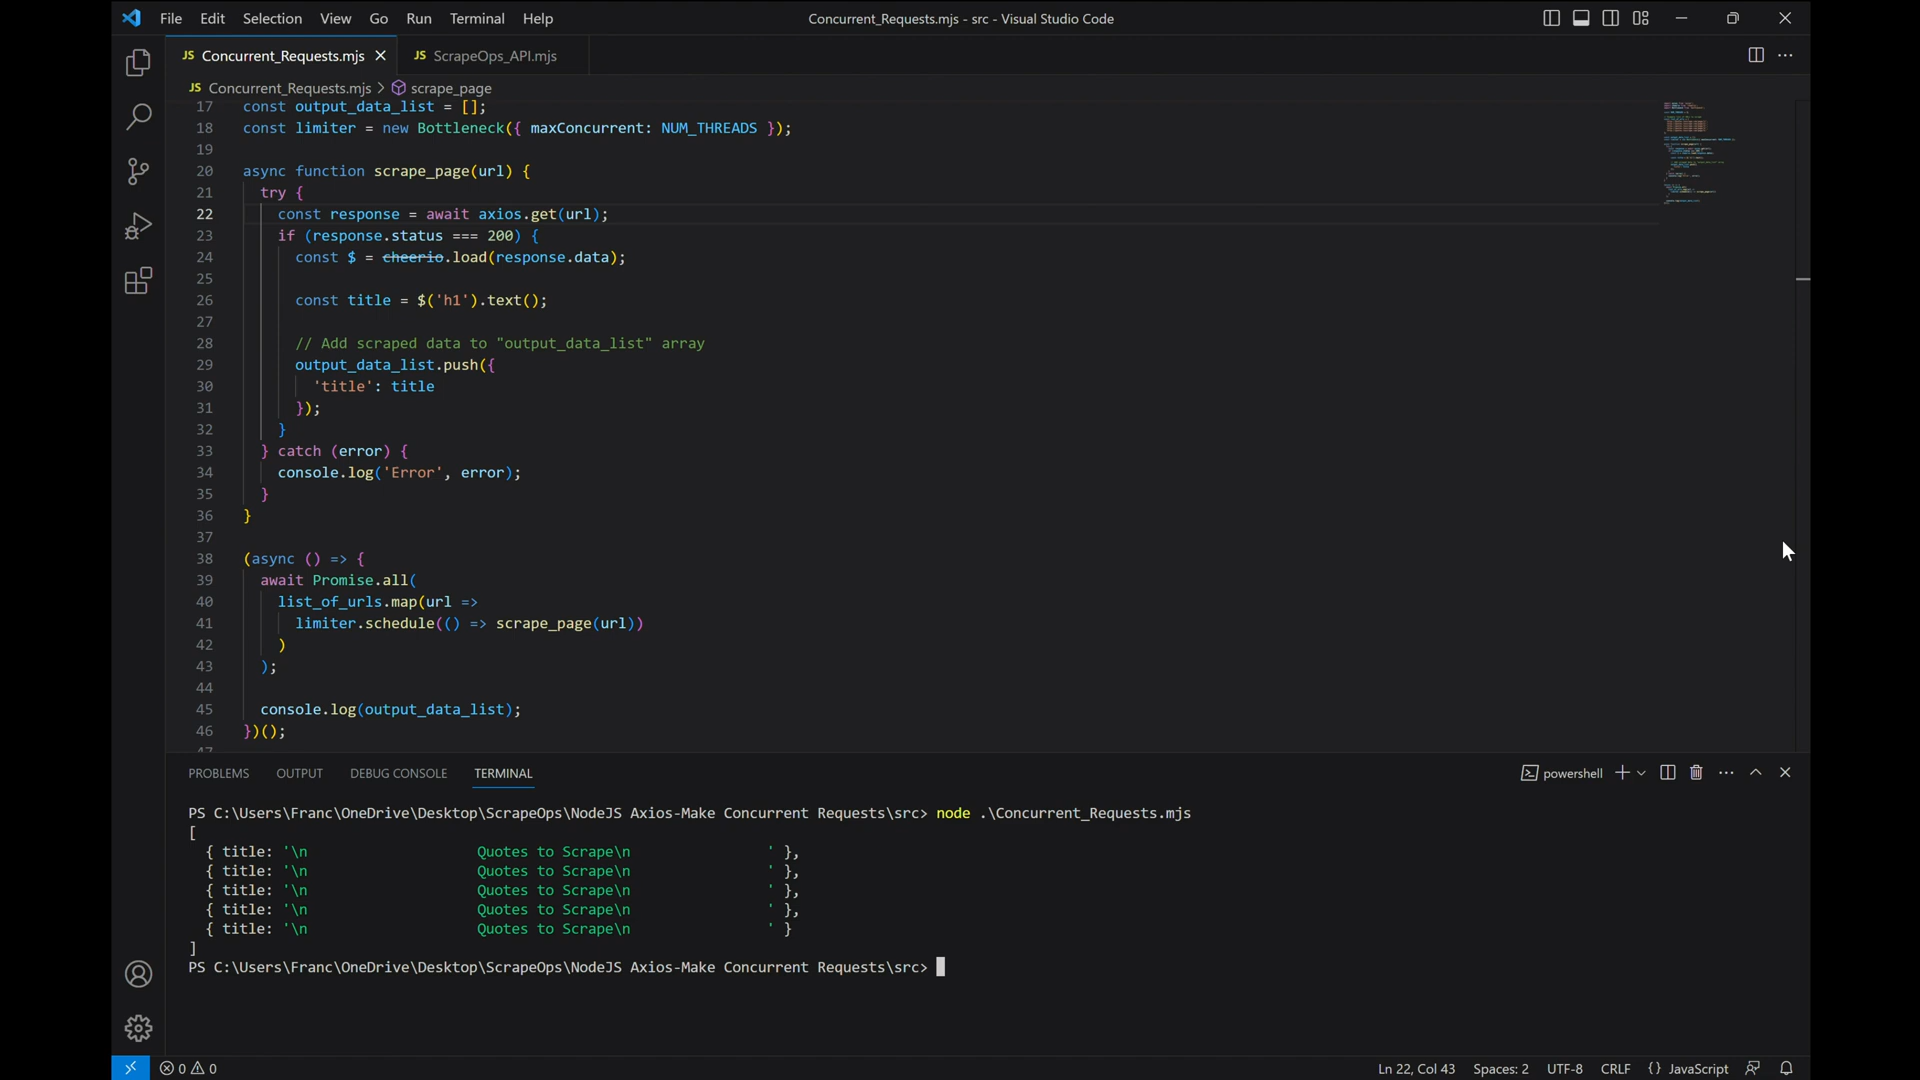 File Edit Selection View Go Run Terminal Help
Concurrent_Requests.mjs - src - Visual Studio Code
JS Concurrent_Requests.mjs
JS ScrapeOps_API.mjs
JS Concurrent_Requests.mjs > scrape_page
17 const output_data_list = [];
18 const limiter = new Bottleneck({ maxConcurrent: NUM_THREADS });
19
20 async function scrape_page(url) {
21 try {
22 const response = await axios.get(url);
23 if (response.status === 200) {
24 const $ = cheerio.load(response.data);
25
26 const title = $('h1').text();
27
28 // Add scraped data to "output_data_list" array
29 output_data_list.push({
30 'title': title
31 });
32 }
33 } catch (error) {
34 console.log('Error', error);
35 }
36 }
37
38 (async () => {
39 await Promise.all(
40 list_of_urls.map(url =>
41 limiter.schedule(() => scrape_page(url))
42 )
43 );
44
45 console.log(output_data_list);
46 })();
47
PROBLEMS OUTPUT DEBUG CONSOLE TERMINAL
powershell
PS C:\Users\Franc\OneDrive\Desktop\ScrapeOps\NodeJS Axios-Make Concurrent Requests\src> node .\Concurrent_Requests.mjs
[
{ title: '\n Quotes to Scrape\n ' },
{ title: '\n Quotes to Scrape\n ' },
{ title: '\n Quotes to Scrape\n ' },
{ title: '\n Quotes to Scrape\n ' },
{ title: '\n Quotes to Scrape\n ' }
]
PS C:\Users\Franc\OneDrive\Desktop\ScrapeOps\NodeJS Axios-Make Concurrent Requests\src>
0 0
Ln 22, Col 43 Spaces: 2 UTF-8 CRLF {} JavaScript